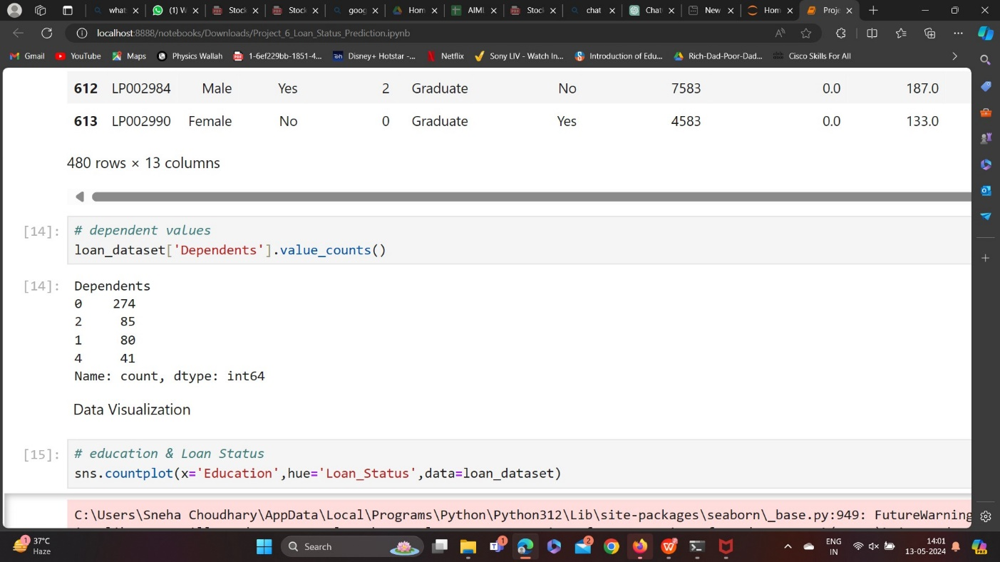 what
(1) W
Stock
Stock
goog
Hom
AIML
Stoc
chat
Chat
New
Hom
Proje
localhost:8888/notebooks/Downloads/Project_6_Loan_Status_Prediction.ipynb
Gmail
YouTube
Maps
Physics Wallah
1-6ef229bb-1851-4...
Disney+ Hotstar -...
Netflix
Sony LIV - Watch In...
Introduction of Edu...
Rich-Dad-Poor-Dad...
Cisco Skills For All
612 LP002984 Male Yes 2 Graduate No 7583 0.0 187.0
613 LP002990 Female No 0 Graduate Yes 4583 0.0 133.0
480 rows × 13 columns
[14]: # dependent values
loan_dataset['Dependents'].value_counts()
[14]: Dependents
0 274
2 85
1 80
4 41
Name: count, dtype: int64
Data Visualization
[15]: # education & Loan Status
sns.countplot(x='Education',hue='Loan_Status',data=loan_dataset)
C:\Users\Sneha Choudhary\AppData\Local\Programs\Python\Python312\Lib\site-packages\seaborn\_base.py:949: FutureWarning
1 37°C
Haze
Search
1
2
ENG
IN
14:01
13-05-2024
PRE